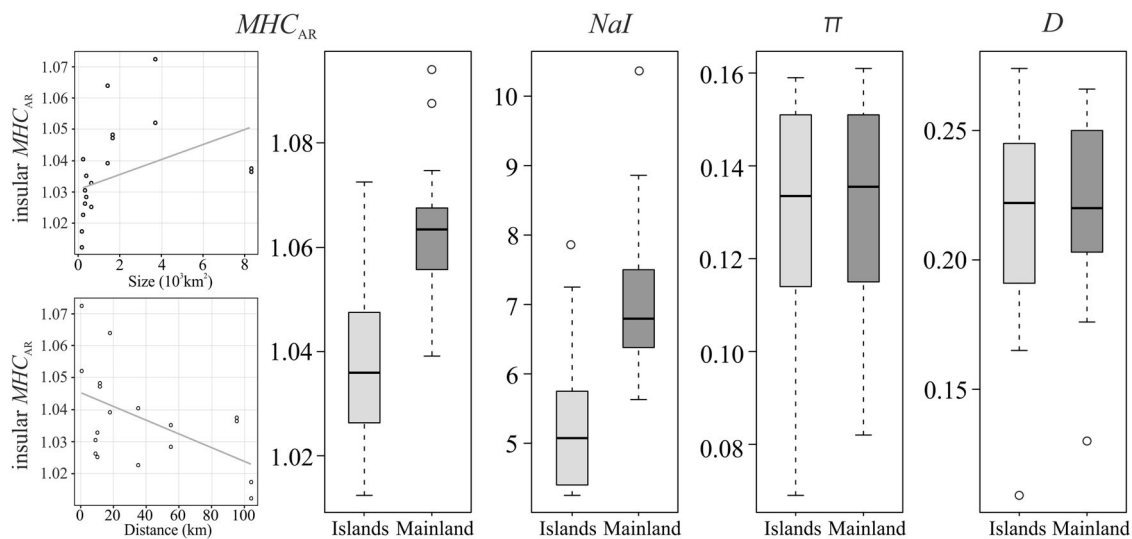 MHC_AR NaI π D
insular MHC_AR
1.07
1.06
1.05
1.04
1.03
1.02
0 2 4 6 8
Size (10³km²)
insular MHC_AR
1.07
1.06
1.05
1.04
1.03
1.02
0 20 40 60 80 100
Distance (km)
1.08
1.06
1.04
1.02
Islands Mainland
10
9
8
7
6
5
Islands Mainland
0.16
0.14
0.12
0.10
0.08
Islands Mainland
0.25
0.20
0.15
Islands Mainland